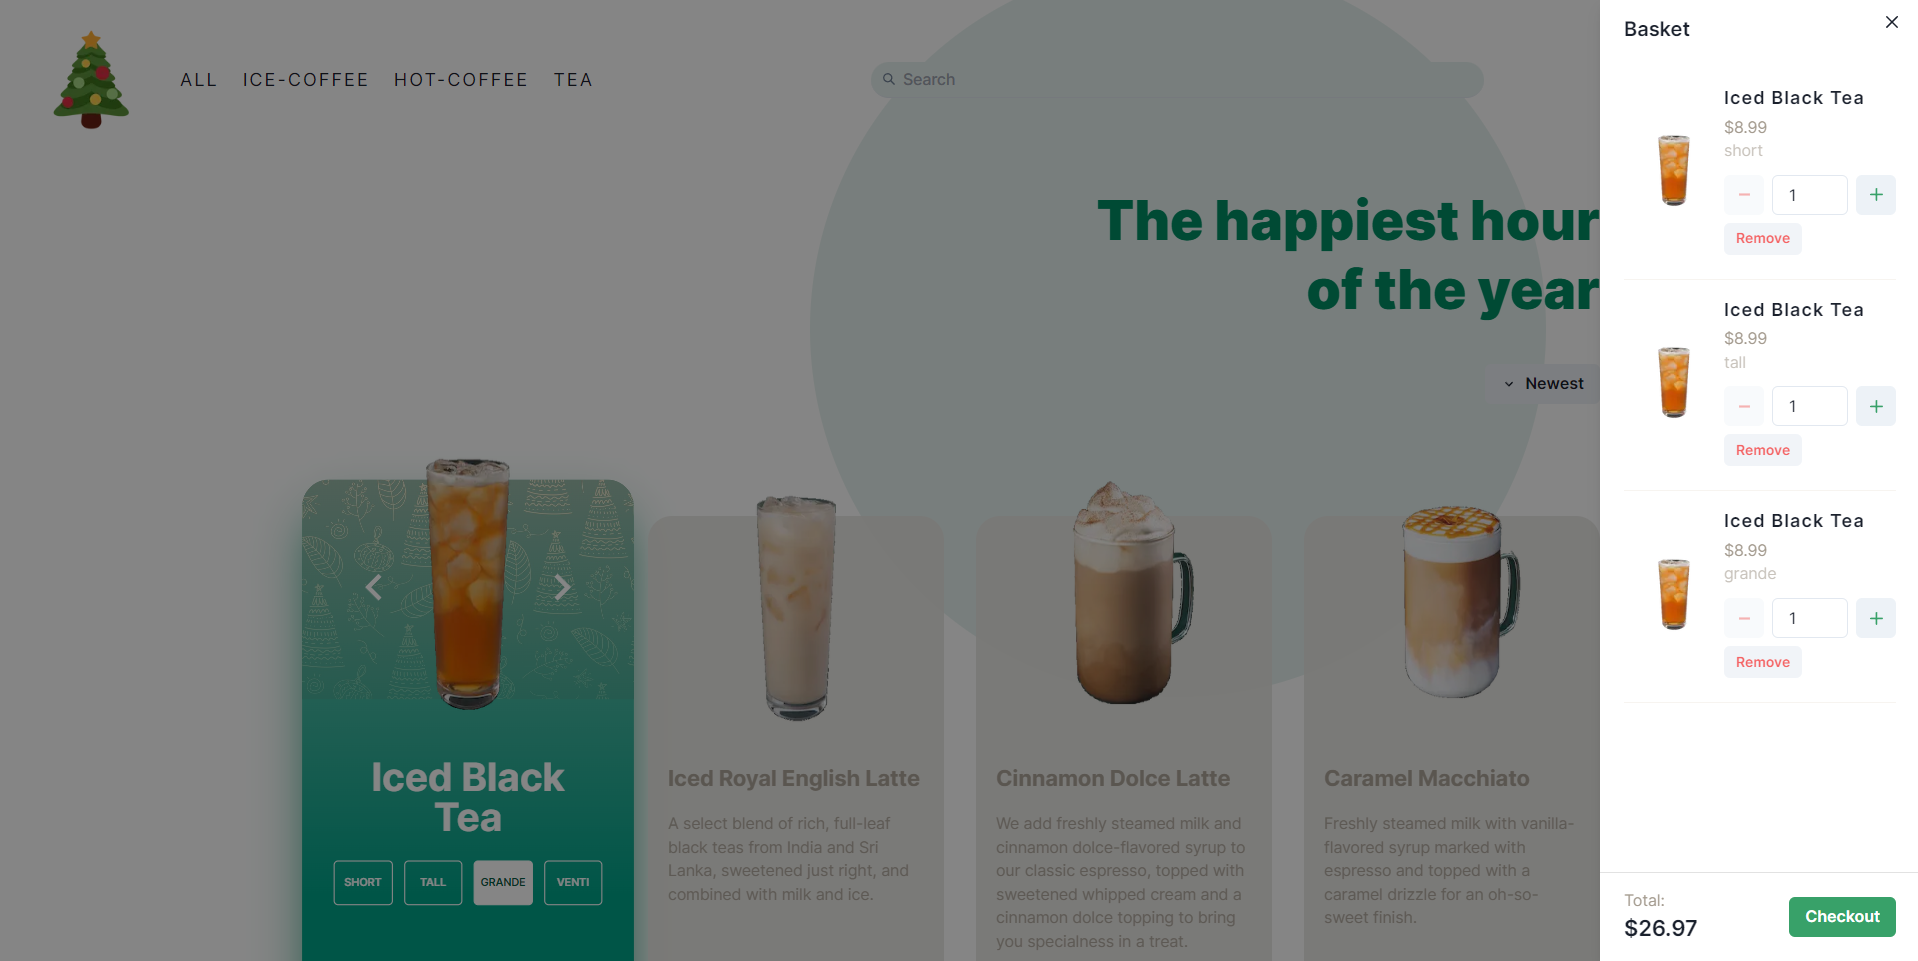 ALL ICE-COFFEE HOT-COFFEE TEA
Search
The happiest hour
of the year
Newest
Iced Black
Tea
SHORT TALL GRANDE VENTI
Iced Royal English Latte
A select blend of rich, full-leaf
black teas from India and Sri
Lanka, sweetened just right, and
combined with milk and ice.
Cinnamon Dolce Latte
We add freshly steamed milk and
cinnamon dolce-flavored syrup to
our classic espresso, topped with
sweetened whipped cream and a
cinnamon dolce topping to bring
you specialness in a treat.
Caramel Macchiato
Freshly steamed milk with vanilla-
flavored syrup marked with
espresso and topped with a
caramel drizzle for an oh-so-
sweet finish.
Basket
Iced Black Tea
$8.99
short
1
Remove
Iced Black Tea
$8.99
tall
1
Remove
Iced Black Tea
$8.99
grande
1
Remove
Total:
$26.97
Checkout